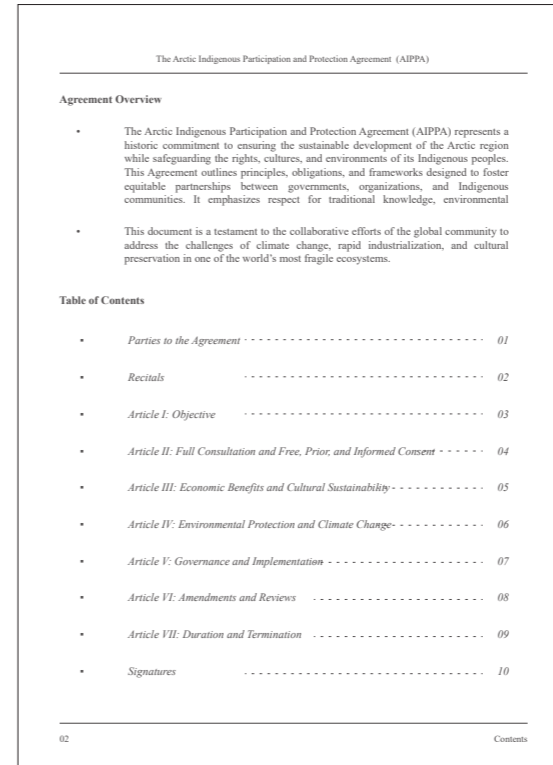 The Arctic Indigenous Participation and Protection Agreement (AIPPA)
Agreement Overview
• The Arctic Indigenous Participation and Protection Agreement (AIPPA) represents a
historic commitment to ensuring the sustainable development of the Arctic region
while safeguarding the rights, cultures, and environments of its Indigenous peoples.
This Agreement outlines principles, obligations, and frameworks designed to foster
equitable partnerships between governments, organizations, and Indigenous
communities. It emphasizes respect for traditional knowledge, environmental
• This document is a testament to the collaborative efforts of the global community to
address the challenges of climate change, rapid industrialization, and cultural
preservation in one of the world's most fragile ecosystems.
Table of Contents
• Parties to the Agreement - - - - - - - - - - 01
• Recitals - - - - - - - - - - 02
• Article I: Objective - - - - - - - - - - 03
• Article II: Full Consultation and Free, Prior, and Informed Consent - - - - - - 04
• Article III: Economic Benefits and Cultural Sustainability - - - - - - - - - - 05
• Article IV: Environmental Protection and Climate Change - - - - - - - - - - 06
• Article V: Governance and Implementation - - - - - - - - - - 07
• Article VI: Amendments and Reviews - - - - - - - - - - 08
• Article VII: Duration and Termination - - - - - - - - - - 09
• Signatures - - - - - - - - - - 10
02 Contents